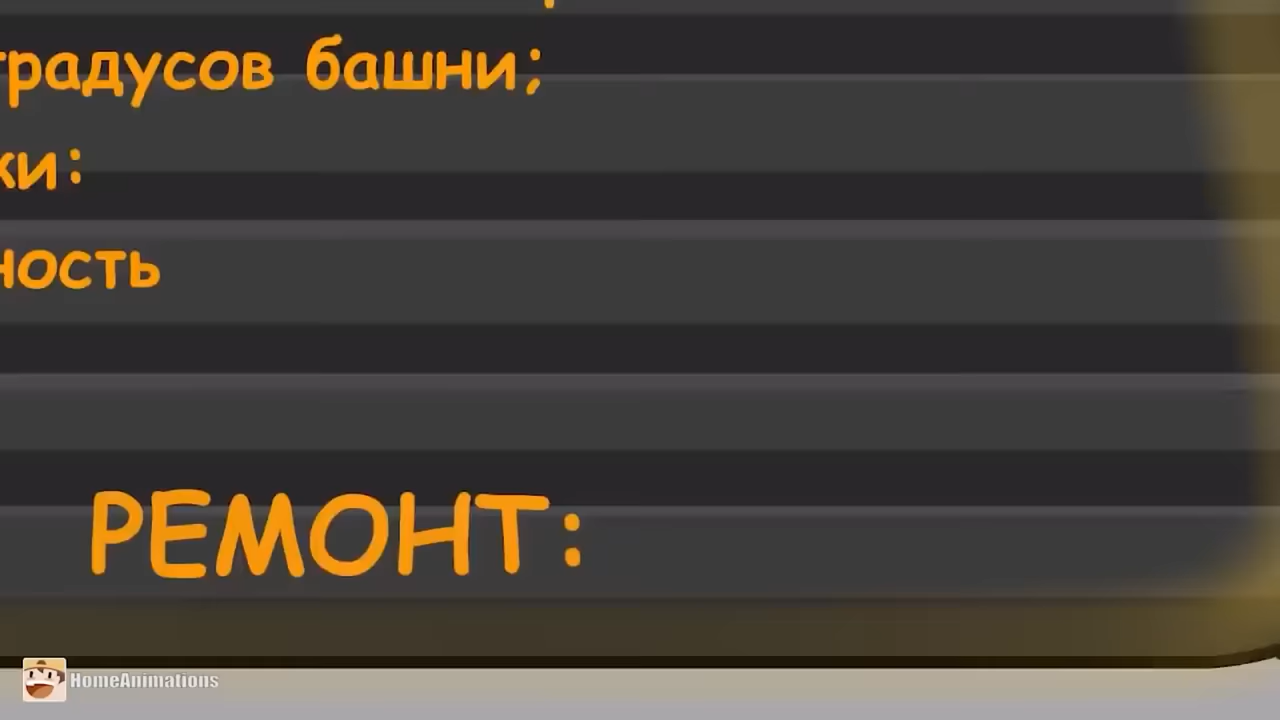 градусов башни;
ки:
ность
РЕМОНТ:
HomeAnimations